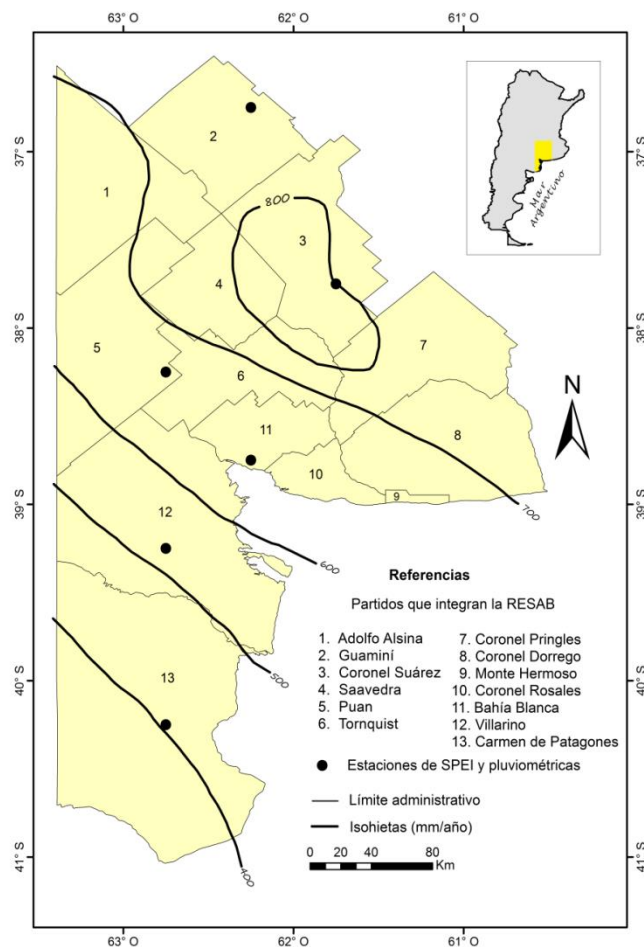 63° O
62° O
61° O
37° S
38° S
39° S
40° S
41° S
37° S
38° S
39° S
40° S
41° S
63° O
62° O
61° O
Mar
Argentino
N
1
2
3
4
5
6
7
8
9
10
11
12
13
800
700
600
500
400
Referencias
Partidos que integran la RESAB
1. Adolfo Alsina
2. Guaminí
3. Coronel Suárez
4. Saavedra
5. Puan
6. Tornquist
7. Coronel Pringles
8. Coronel Dorrego
9. Monte Hermoso
10. Coronel Rosales
11. Bahía Blanca
12. Villarino
13. Carmen de Patagones
Estaciones de SPEI y pluviométricas
Límite administrativo
Isohietas (mm/año)
0 20 40 80
Km